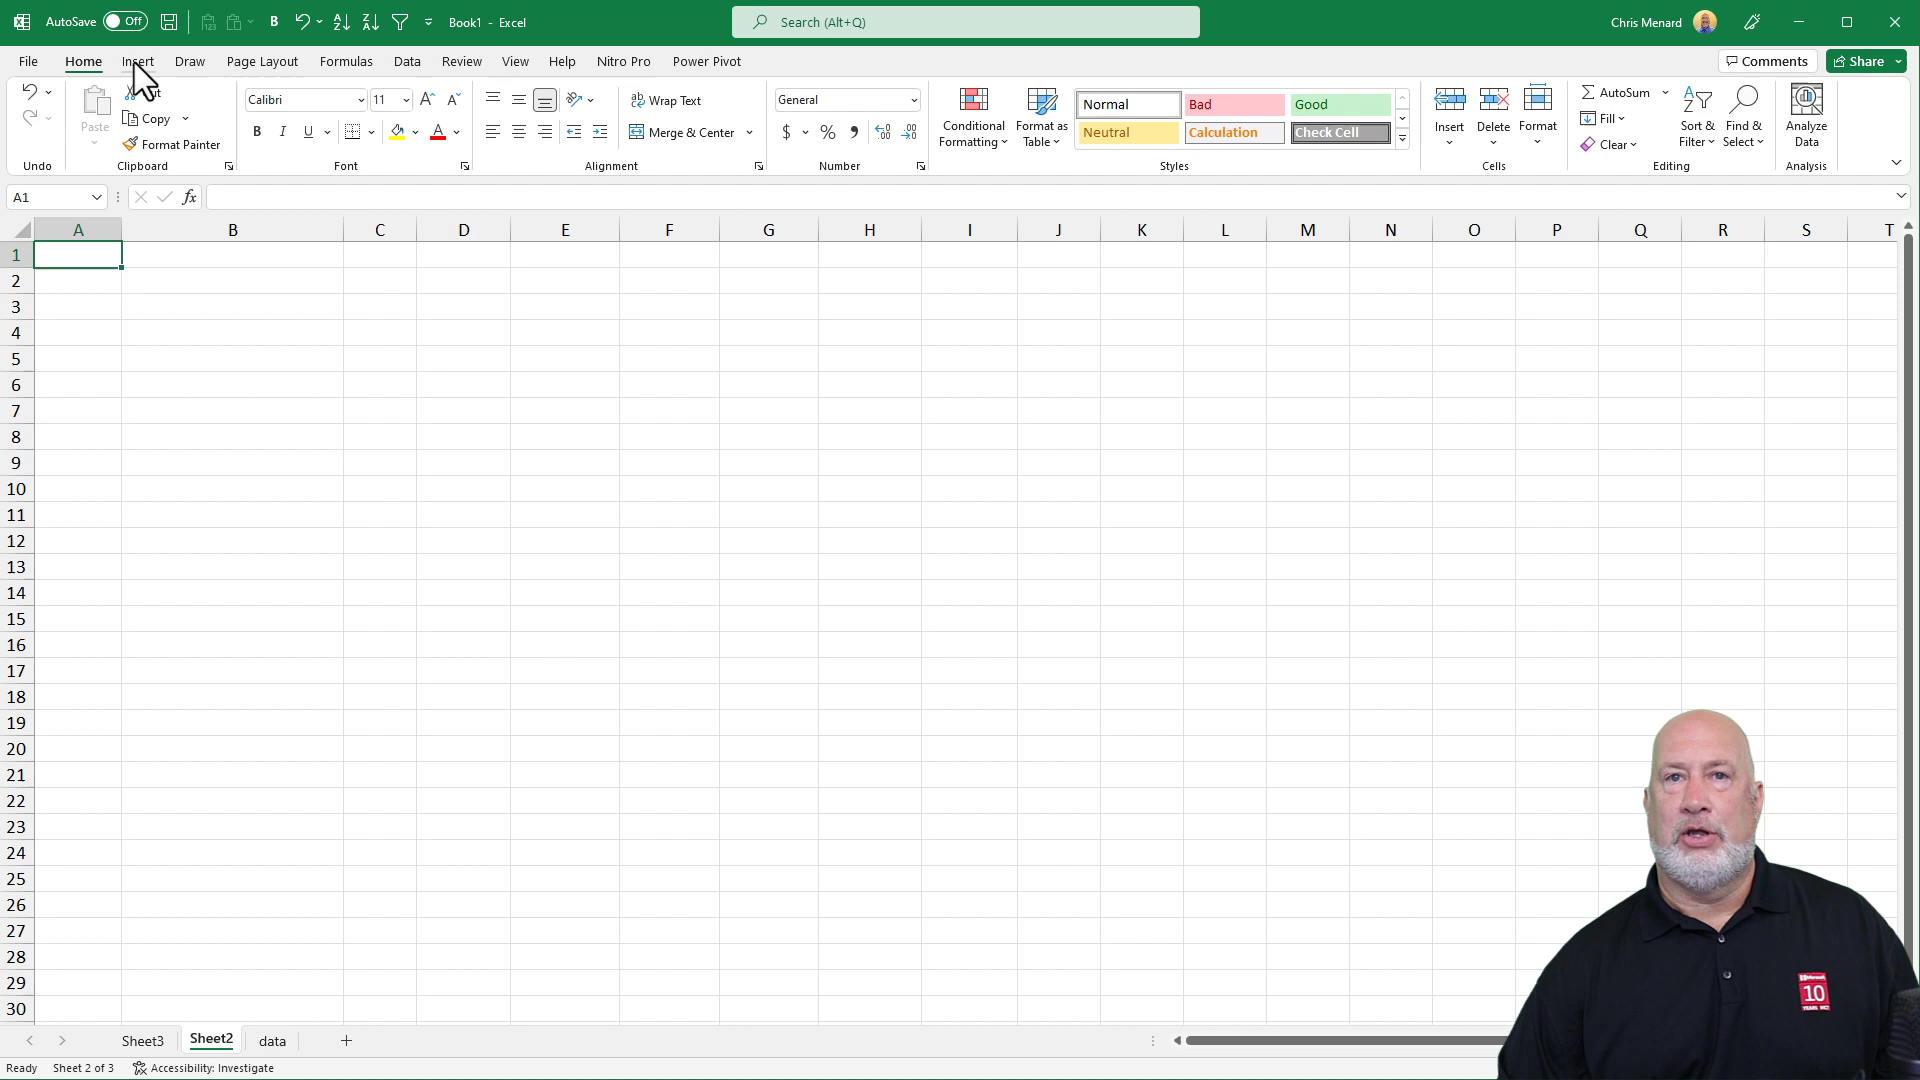 AutoSave Off B Book1 - Excel Search (Alt+Q) Chris Menard
File Home Insert Draw Page Layout Formulas Data Review View Help Nitro Pro Power Pivot Comments Share
Paste
Copy
Format Painter
Calibri 11
B I U
Wrap Text
Merge & Center
General
$ %
Conditional Formatting
Format as Table
Normal Bad Good
Neutral Calculation Check Cell
Insert Delete Format
AutoSum
Fill
Clear
Sort & Filter
Find & Select
Analyze Data
Undo Clipboard Font Alignment Number Styles Cells Editing Analysis
A1 fx
A B C D E F G H I J K L M N O P Q R S T
1
2
3
4
5
6
7
8
9
10
11
12
13
14
15
16
17
18
19
20
21
22
23
24
25
26
27
28
29
30
10
Sheet3 Sheet2 data
Ready Sheet 2 of 3 Accessibility: Investigate